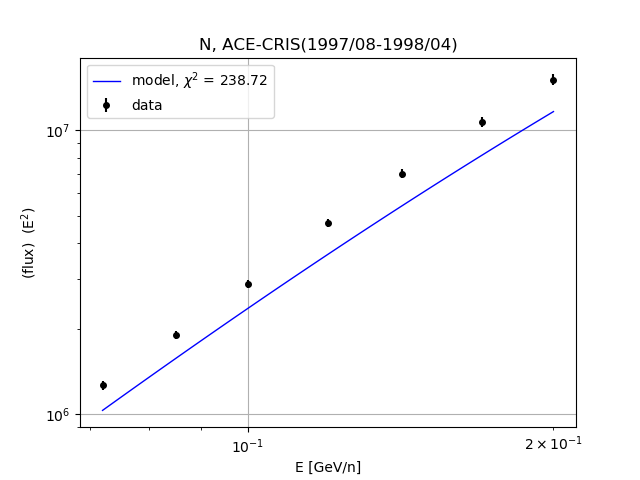 N, ACE-CRIS(1997/08-1998/04)
model, χ² = 238.72
data
10⁷
10⁶
(flux) (E²)
10⁻¹
2 × 10⁻¹
E [GeV/n]